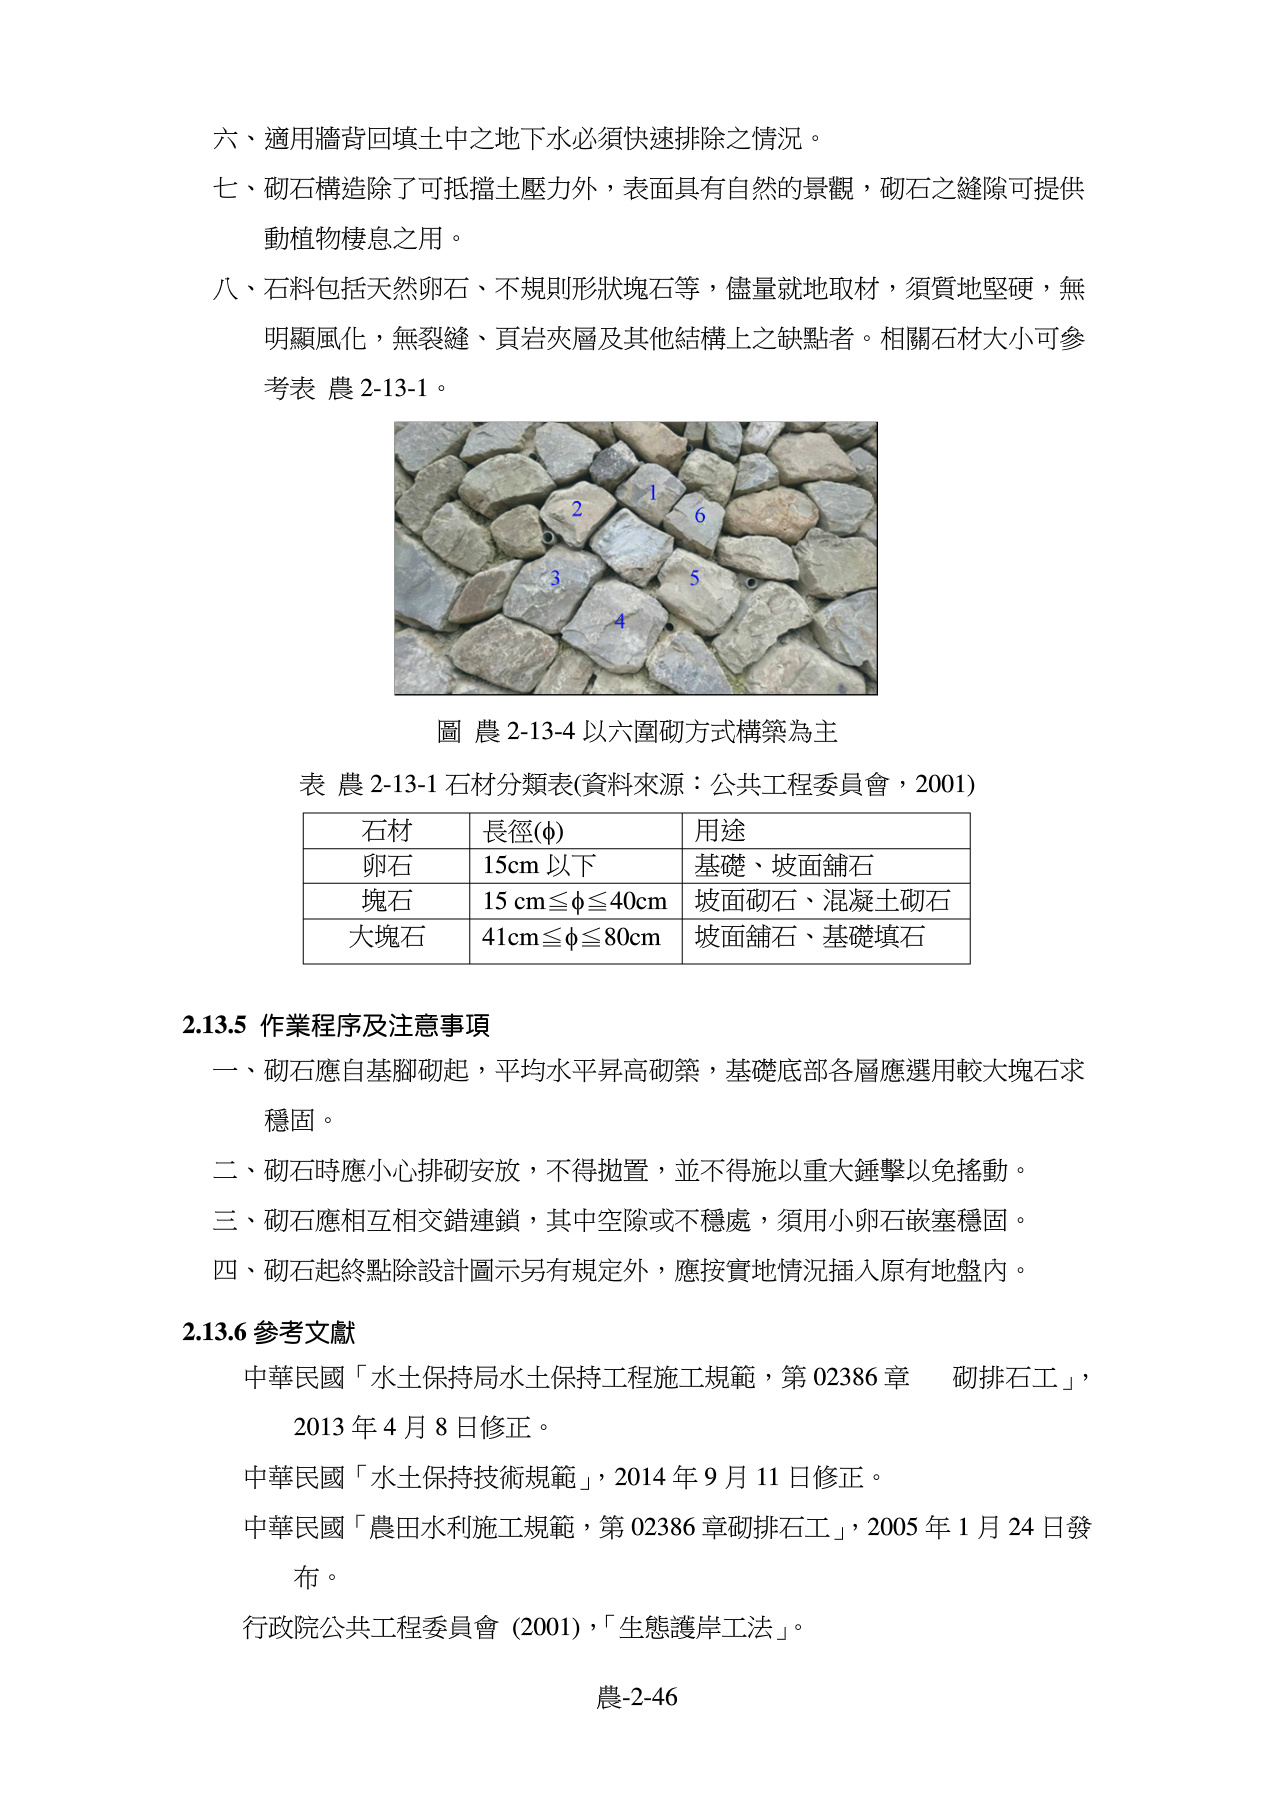 六、適用牆背回填土中之地下水必須快速排除之情況。
七、砌石構造除了可抵擋土壓力外，表面具有自然的景觀，砌石之縫隙可提供
動植物棲息之用。
八、石料包括天然卵石、不規則形狀塊石等，儘量就地取材，須質地堅硬，無
明顯風化，無裂縫、頁岩夾層及其他結構上之缺點者。相關石材大小可參
考表 農 2-13-1。
1
2
6
3
5
4
圖 農 2-13-4 以六圍砌方式構築為主
表 農 2-13-1 石材分類表(資料來源：公共工程委員會，2001)
石材 長徑(ϕ) 用途
卵石 15cm 以下 基礎、坡面舖石
塊石 15 cm≦ϕ≦40cm 坡面砌石、混凝土砌石
大塊石 41cm≦ϕ≦80cm 坡面舖石、基礎填石
2.13.5 作業程序及注意事項
一、砌石應自基腳砌起，平均水平昇高砌築，基礎底部各層應選用較大塊石求
穩固。
二、砌石時應小心排砌安放，不得拋置，並不得施以重大錘擊以免搖動。
三、砌石應相互相交錯連鎖，其中空隙或不穩處，須用小卵石嵌塞穩固。
四、砌石起終點除設計圖示另有規定外，應按實地情況插入原有地盤內。
2.13.6 參考文獻
中華民國「水土保持局水土保持工程施工規範，第 02386 章 砌排石工」，
2013 年 4 月 8 日修正。
中華民國「水土保持技術規範」，2014 年 9 月 11 日修正。
中華民國「農田水利施工規範，第 02386 章砌排石工」，2005 年 1 月 24 日發
布。
行政院公共工程委員會 (2001)，「生態護岸工法」。
農-2-46